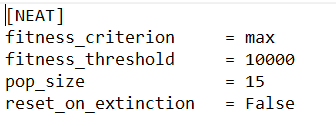 [NEAT]
fitness_criterion     = max
fitness_threshold     = 10000
pop_size              = 15
reset_on_extinction   = False